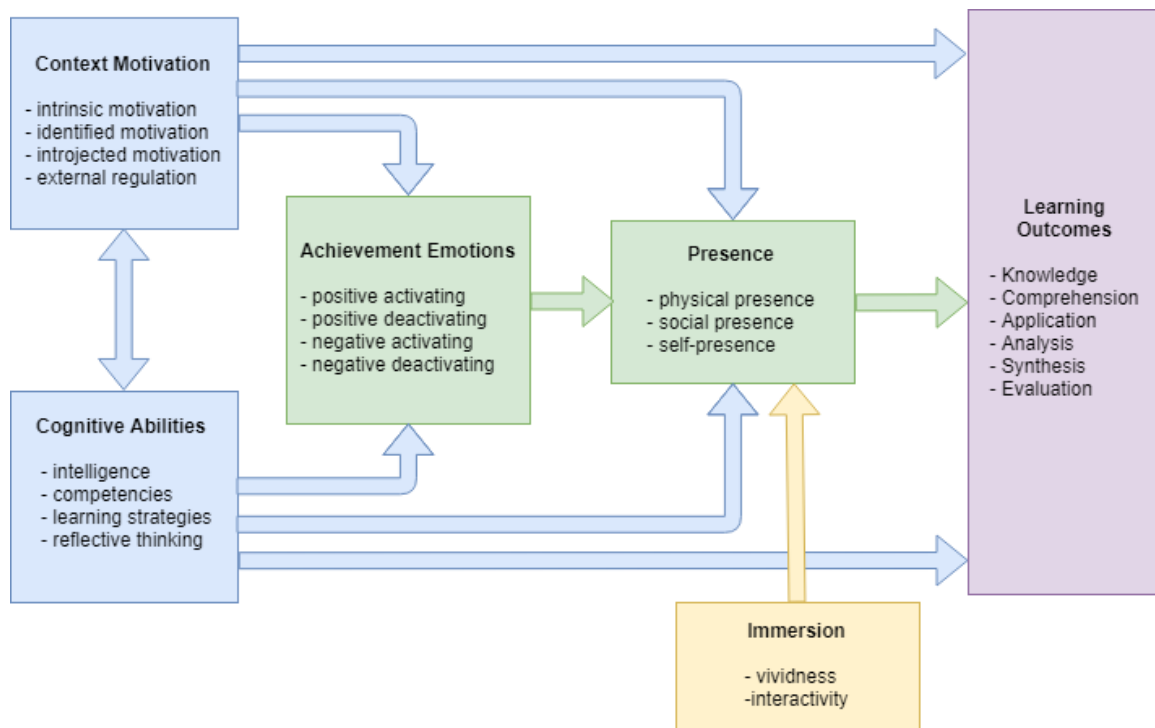 Context Motivation
- intrinsic motivation
- identified motivation
- introjected motivation
- external regulation
Achievement Emotions
- positive activating
- positive deactivating
- negative activating
- negative deactivating
Presence
- physical presence
- social presence
- self-presence
Learning
Outcomes
- Knowledge
- Comprehension
- Application
- Analysis
- Synthesis
- Evaluation
Cognitive Abilities
- intelligence
- competencies
- learning strategies
- reflective thinking
Immersion
- vividness
-interactivity